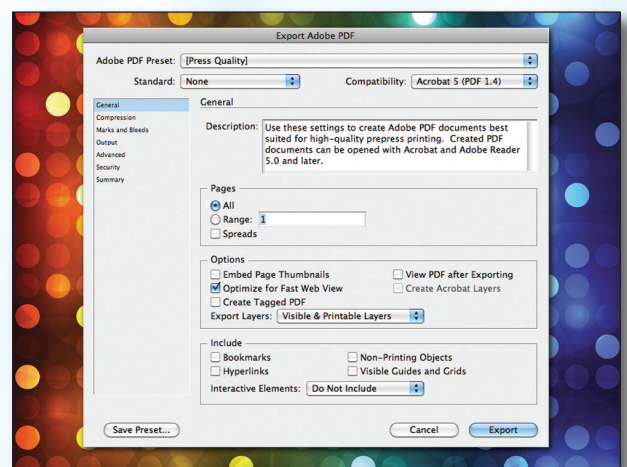 Export Adobe PDF
Adobe PDF Preset: [Press Quality]
Standard: None Compatibility: Acrobat 5 (PDF 1.4)
General
Compression
Marks and Bleeds
Output
Advanced
Security
Summary
General
Description: Use these settings to create Adobe PDF documents best
suited for high-quality prepress printing. Created PDF
documents can be opened with Acrobat and Adobe Reader
5.0 and later.
Pages
All
Range: 1
Spreads
Options
Embed Page Thumbnails View PDF after Exporting
Optimize for Fast Web View Create Acrobat Layers
Create Tagged PDF
Export Layers: Visible & Printable Layers
Include
Bookmarks Non-Printing Objects
Hyperlinks Visible Guides and Grids
Interactive Elements: Do Not Include
Save Preset... Cancel Export